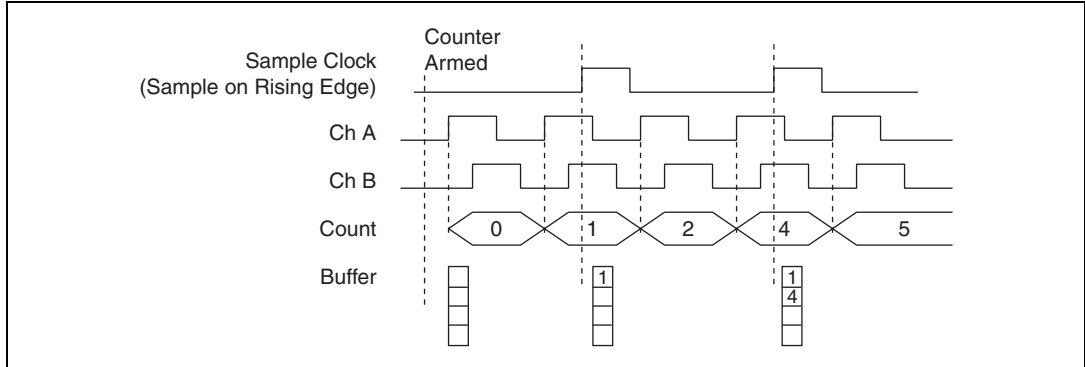 Counter
Armed
Sample Clock
(Sample on Rising Edge)
Ch A
Ch B
Count 0 1 2 4 5
Buffer 1 1
4